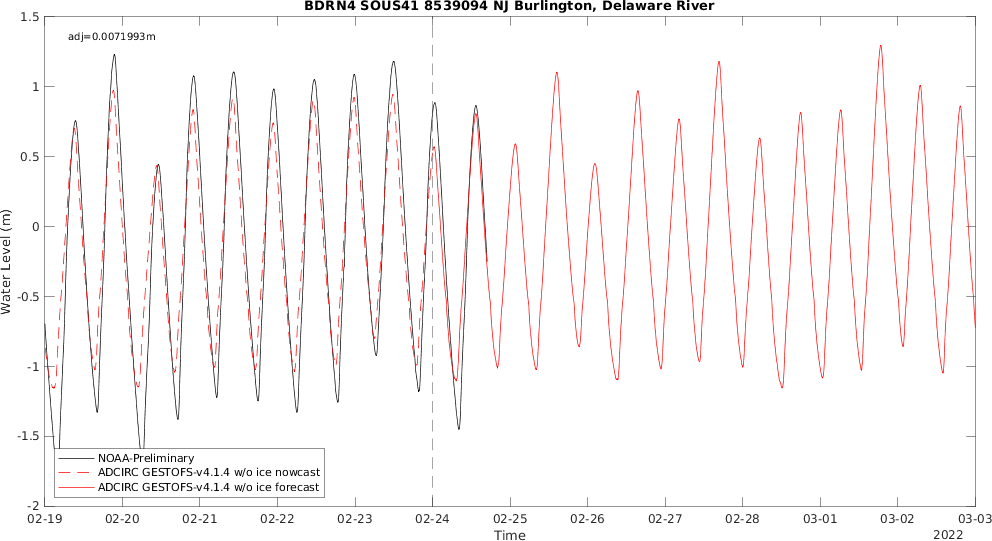 BDRN4 SOUS41 8539094 NJ Burlington, Delaware River
adj=0.0071993m
1.5
1
0.5
0
-0.5
-1
-1.5
-2
Water Level (m)
NOAA-Preliminary
ADCIRC GESTOFS-v4.1.4 w/o ice nowcast
ADCIRC GESTOFS-v4.1.4 w/o ice forecast
02-19 02-20 02-21 02-22 02-23 02-24 02-25 02-26 02-27 02-28 03-01 03-02 03-03
Time
2022